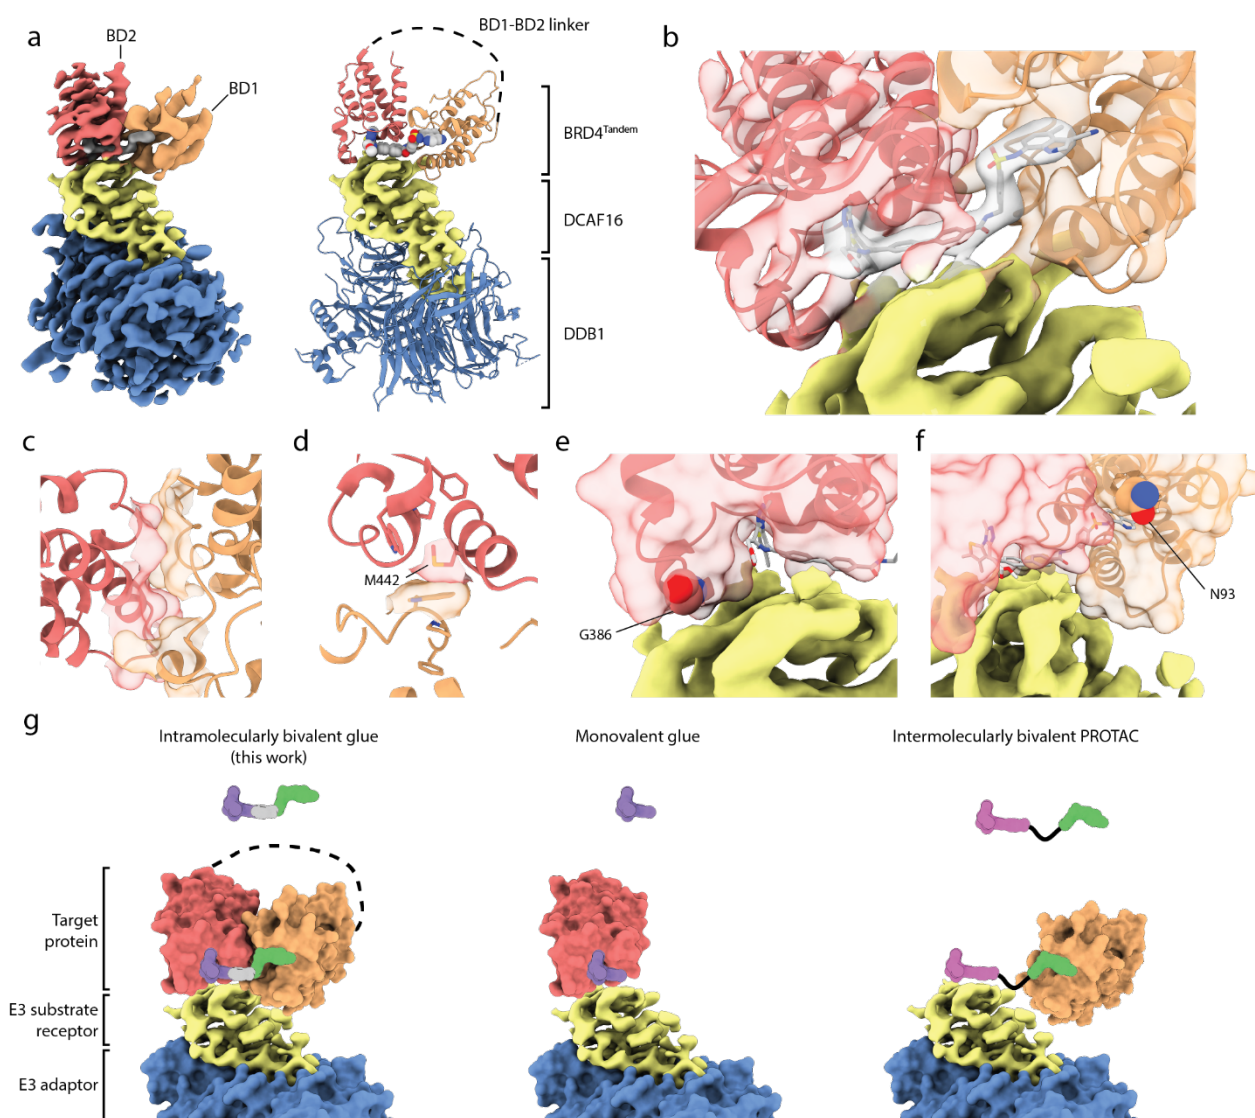 a
BD2
BD1
BD1-BD2 linker
BRD4Tandem
DCAF16
DDB1
b
c
d
M442
e
G386
f
N93
g
Intramolecularly bivalent glue
(this work)
Monovalent glue
Intermolecularly bivalent PROTAC
Target
protein
E3 substrate
receptor
E3 adaptor